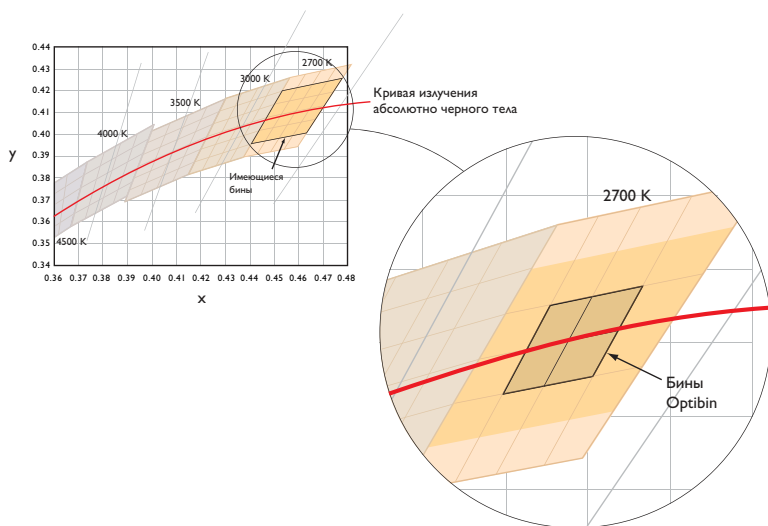 0.44
0.43
0.42
0.41
0.40
0.39
0.38
0.37
0.36
0.35
0.34
y
0.36 0.37 0.38 0.39 0.40 0.41 0.42 0.43 0.44 0.45 0.46 0.47 0.48
x
4500 K
4000 K
3500 K
3000 K
2700 K
Имеющиеся
бины
Кривая излучения
абсолютно черного тела
2700 K
Бины
Optibin